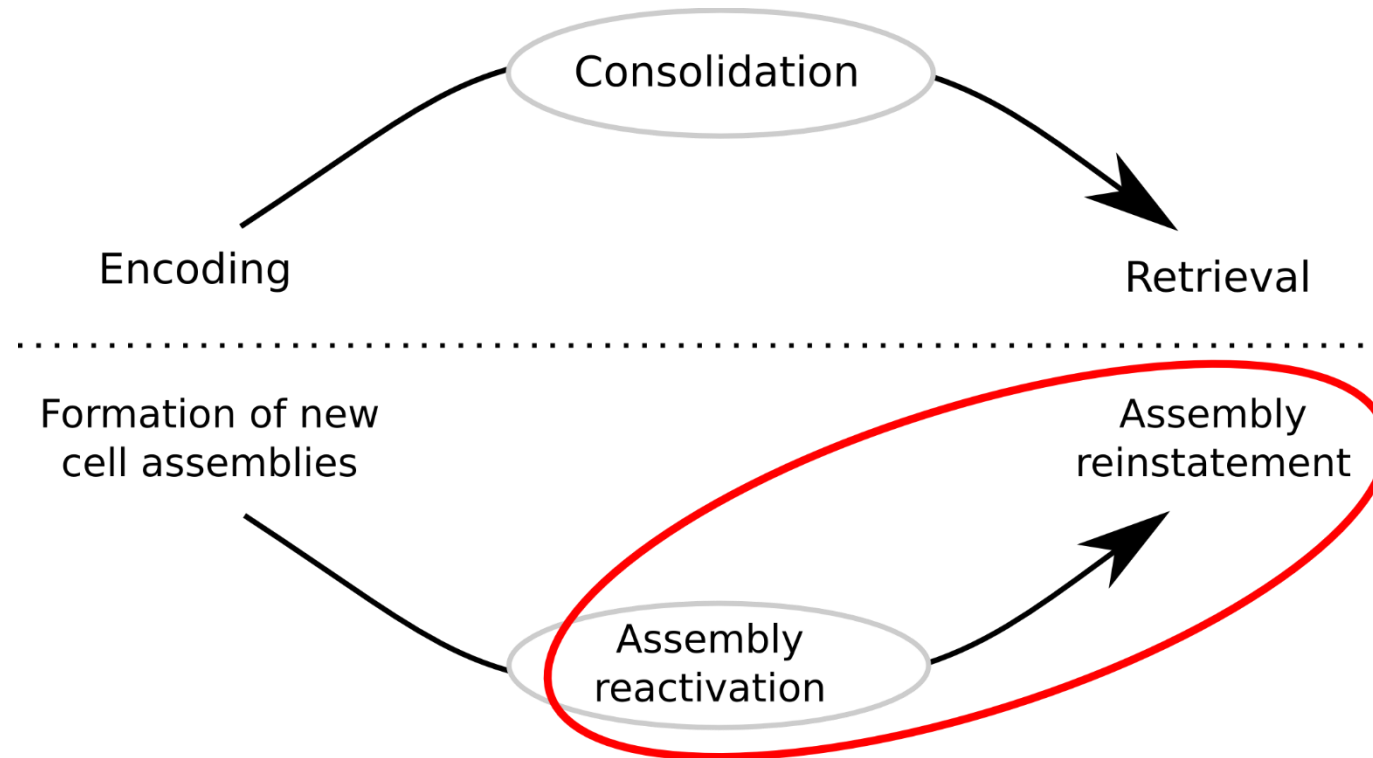 Consolidation
Encoding
Retrieval
Formation of new
cell assemblies
Assembly
reinstatement
Assembly
reactivation